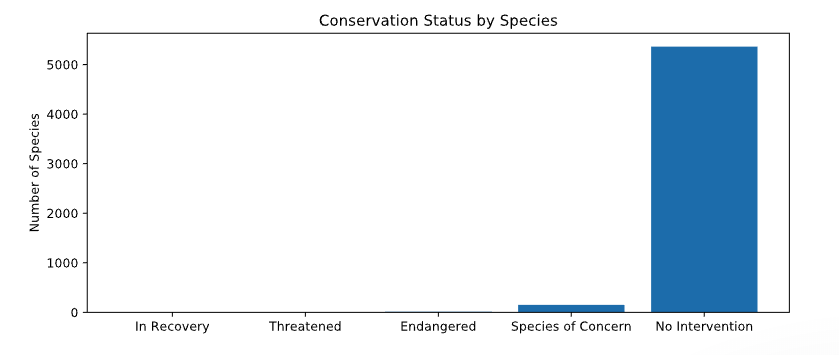 Conservation Status by Species
Number of Species
5000
4000
3000
2000
1000
0
In Recovery Threatened Endangered Species of Concern No Intervention